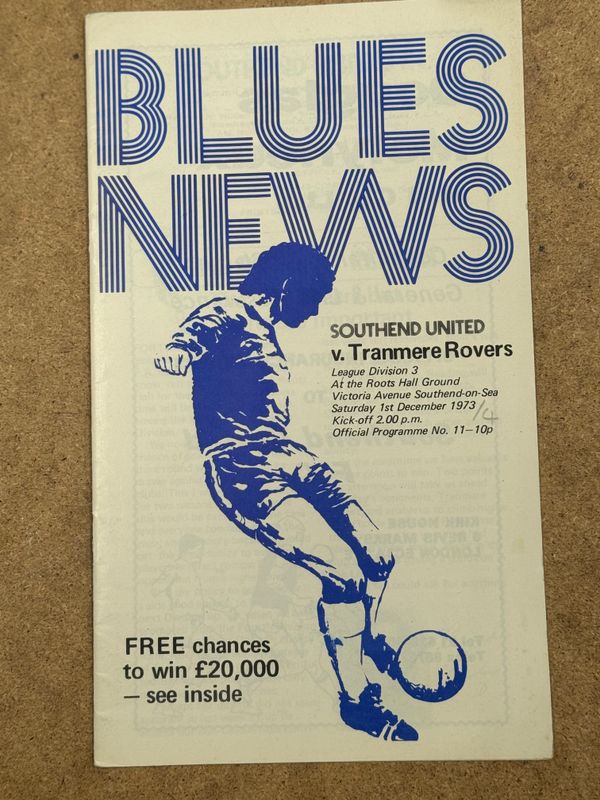 BLUES
NEWS
SOUTHEND UNITED
v. Tranmere Rovers
League Division 3
At the Roots Hall Ground
Victoria Avenue Southend-on-Sea
Saturday 1st December 1973/4
Kick-off 2.00 p.m.
Official Programme No. 11—10p
FREE chances
to win £20,000
— see inside